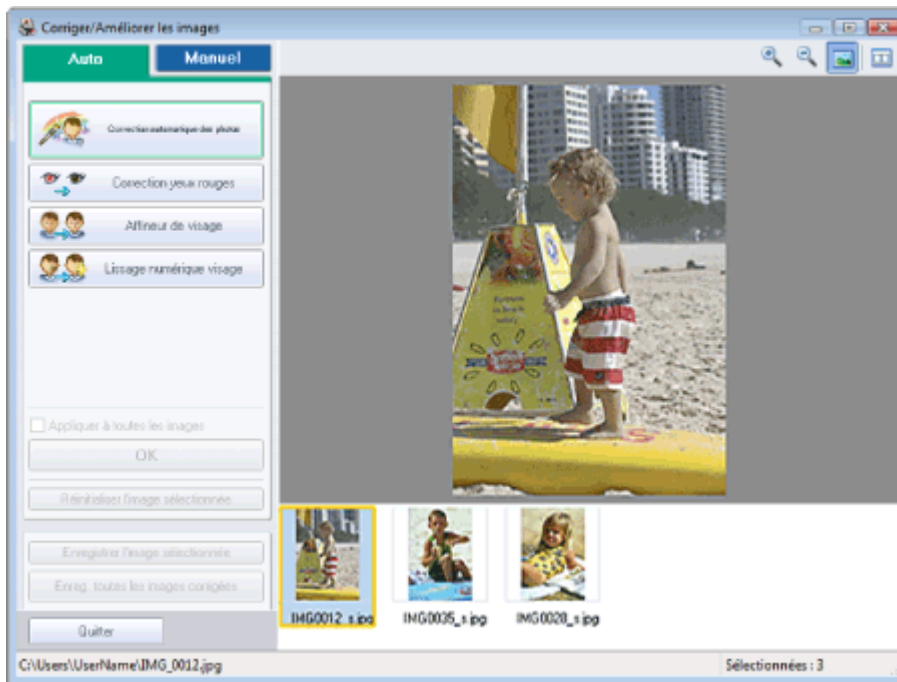 Corriger/Améliorer les images
Auto
Manuel
Correction automatique des photos
Correction yeux rouges
Affineur de visage
Lissage numérique visage
Appliquer à toutes les images
OK
Réinitialiser l'image sélectionnée
Enregistrer l'image sélectionnée
Enreg. toutes les images corrigées
Quitter
IMG0012_s.jpg
IMG0035_s.jpg
IMG0028_s.jpg
C:\Users\UserName\IMG_0012.jpg
Sélectionnées : 3